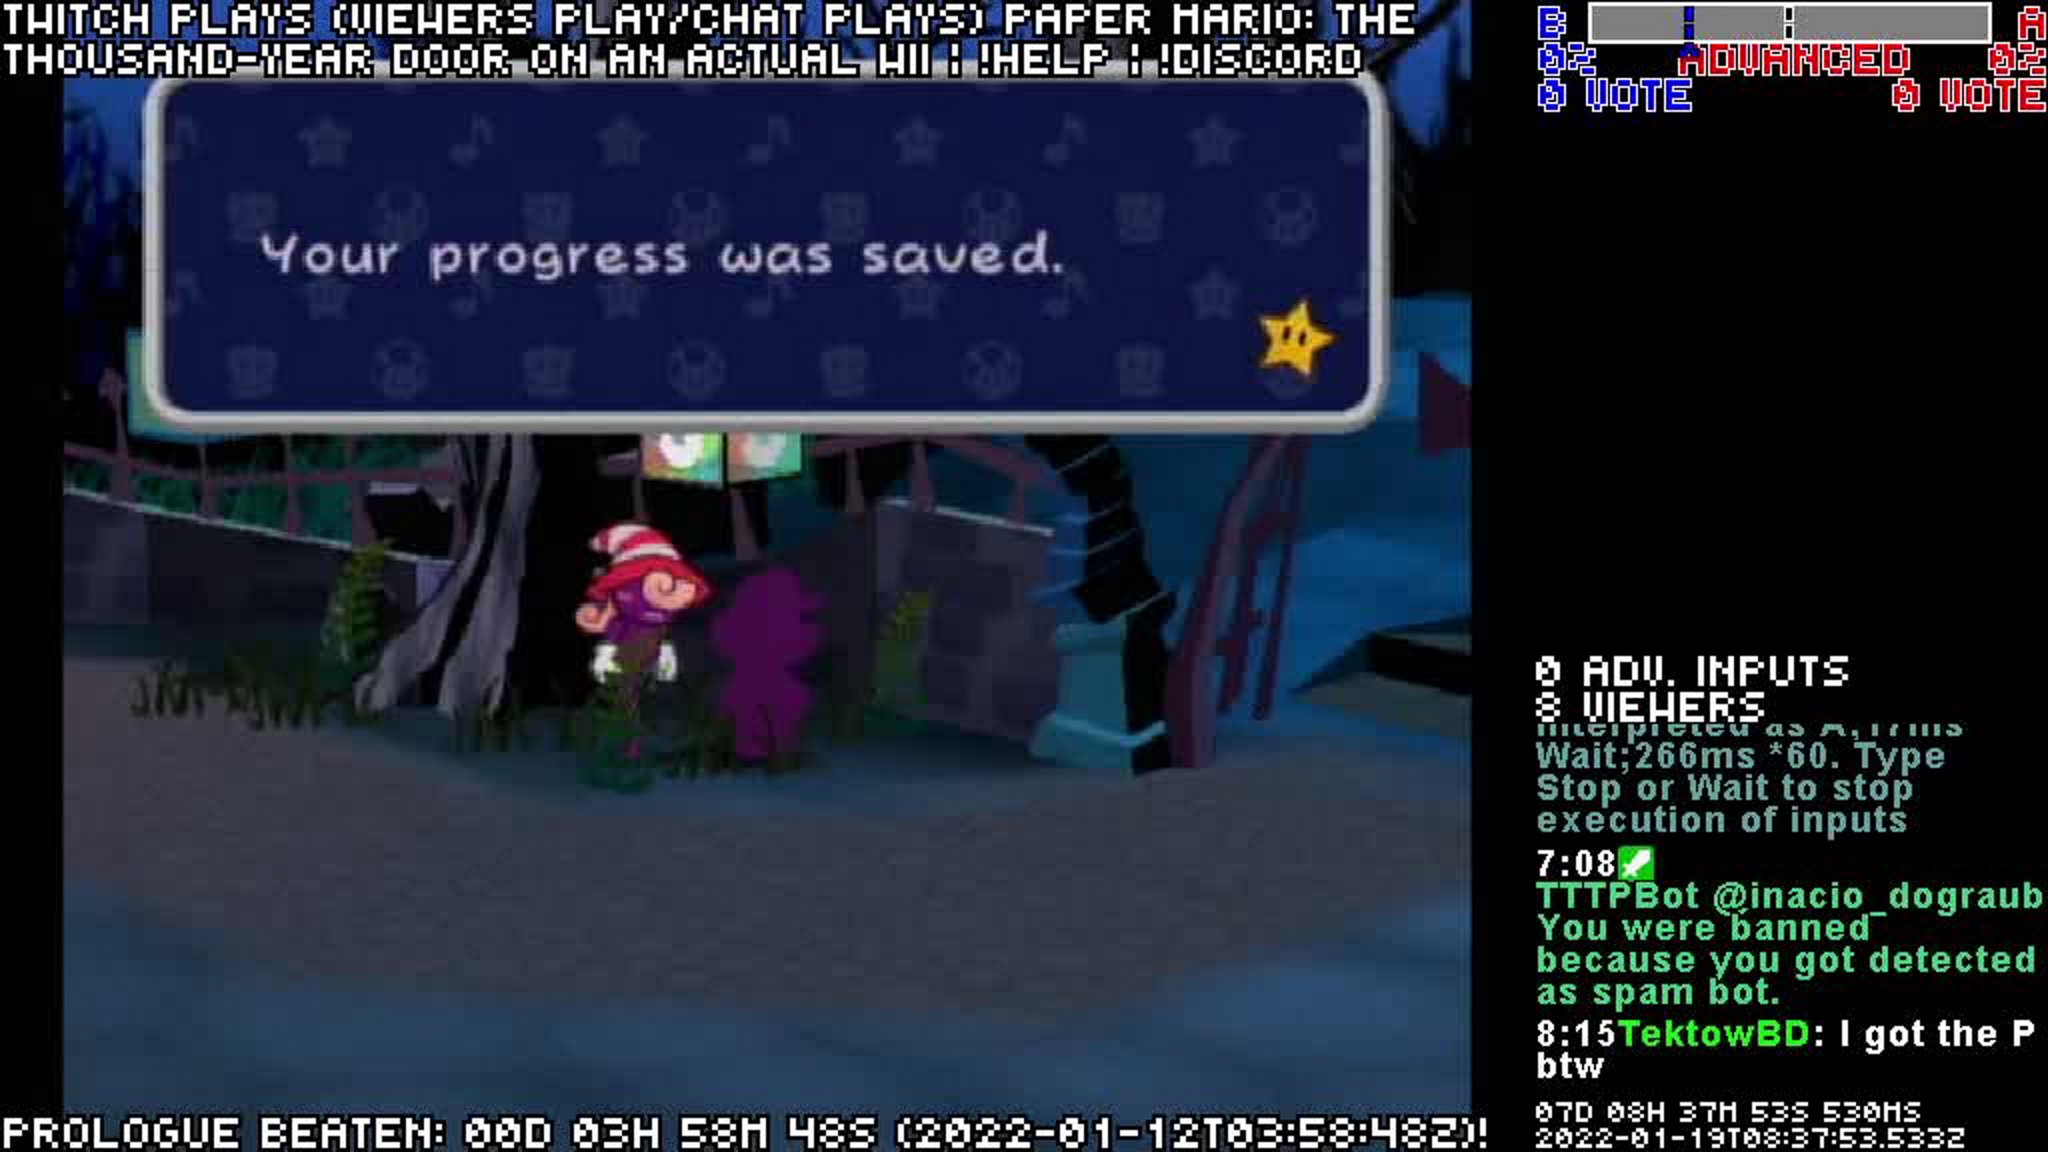 TWITCH PLAYS (VIEWERS PLAY/CHAT PLAYS) PAPER MARIO: THE
THOUSAND-YEAR DOOR ON AN ACTUAL WII | !HELP | !DISCORD
B A
0% ADVANCED 0%
0 VOTE 0 VOTE
Your progress was saved.
0 ADV. INPUTS
8 VIEWERS
interpreted as A,17ms
Wait;266ms *60. Type
Stop or Wait to stop
execution of inputs
7:08
TTTPBot @inacio_dograub
You were banned
because you got detected
as spam bot.
8:15TektowBD: I got the P
btw
07D 08H 37M 53S 530MS
2022-01-19T08:37:53.533Z
PROLOGUE BEATEN: 00D 03H 58M 48S (2022-01-12T03:58:48Z)!